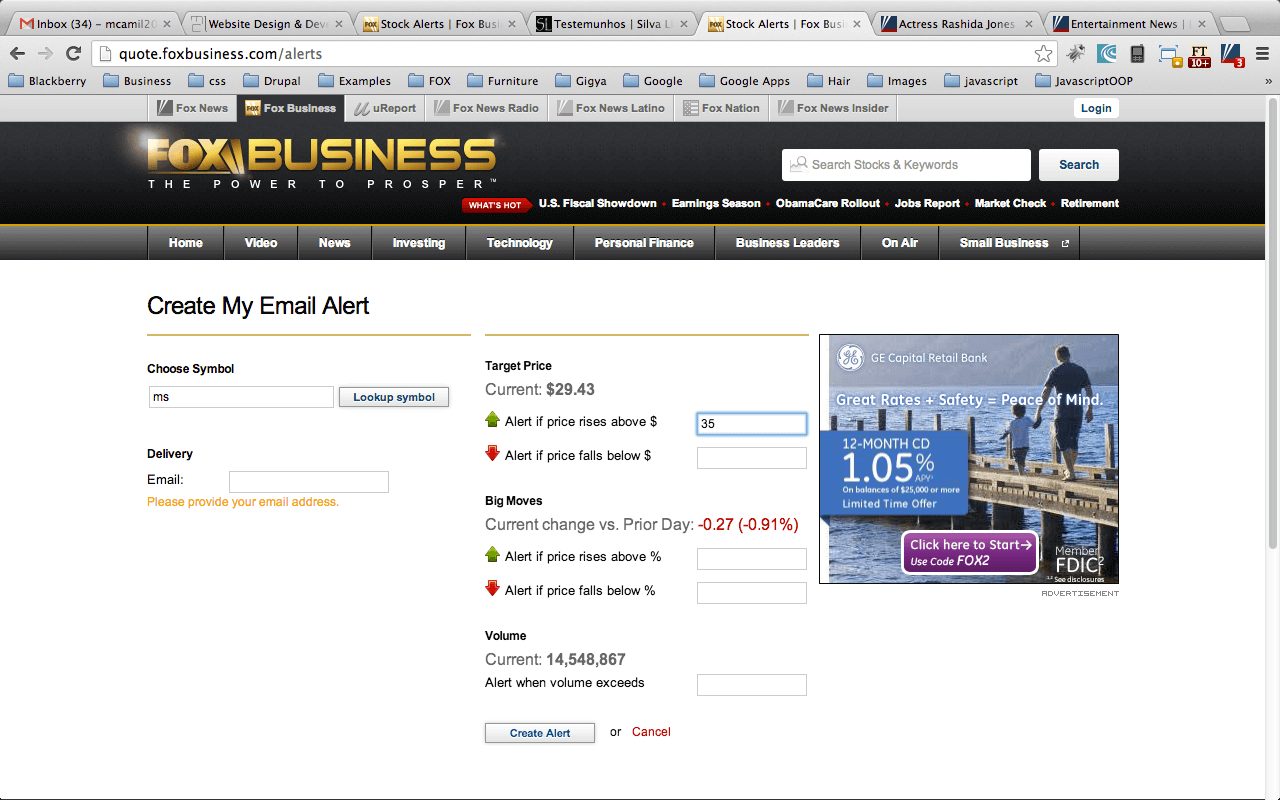 Inbox (34) – mcamil20
Website Design & Deve
Stock Alerts | Fox Busi
Testemunhos | Silva Li
Stock Alerts | Fox Busi
Actress Rashida Jones
Entertainment News |
quote.foxbusiness.com/alerts
FT
10+
3
Blackberry
Business
css
Drupal
Examples
FOX
Furniture
Gigya
Google
Google Apps
Hair
Images
javascript
JavascriptOOP
»
Fox News
Fox Business
uReport
Fox News Radio
Fox News Latino
Fox Nation
Fox News Insider
Login
FOX BUSINESS
THE POWER TO PROSPER™
Search Stocks & Keywords
Search
WHAT'S HOT
U.S. Fiscal Showdown • Earnings Season • ObamaCare Rollout • Jobs Report • Market Check • Retirement
Home
Video
News
Investing
Technology
Personal Finance
Business Leaders
On Air
Small Business
Create My Email Alert
Choose Symbol
ms
Lookup symbol
Delivery
Email:
Please provide your email address.
Target Price
Current: $29.43
Alert if price rises above $
35
Alert if price falls below $
Big Moves
Current change vs. Prior Day: -0.27 (-0.91%)
Alert if price rises above %
Alert if price falls below %
Volume
Current: 14,548,867
Alert when volume exceeds
Create Alert or Cancel
GE Capital Retail Bank
Great Rates + Safety = Peace of Mind.
12-MONTH CD
1.05% APY
On balances of $25,000 or more
Limited Time Offer
Click here to Start→
Use Code FOX2
Member
FDIC
See disclosures
ADVERTISEMENT